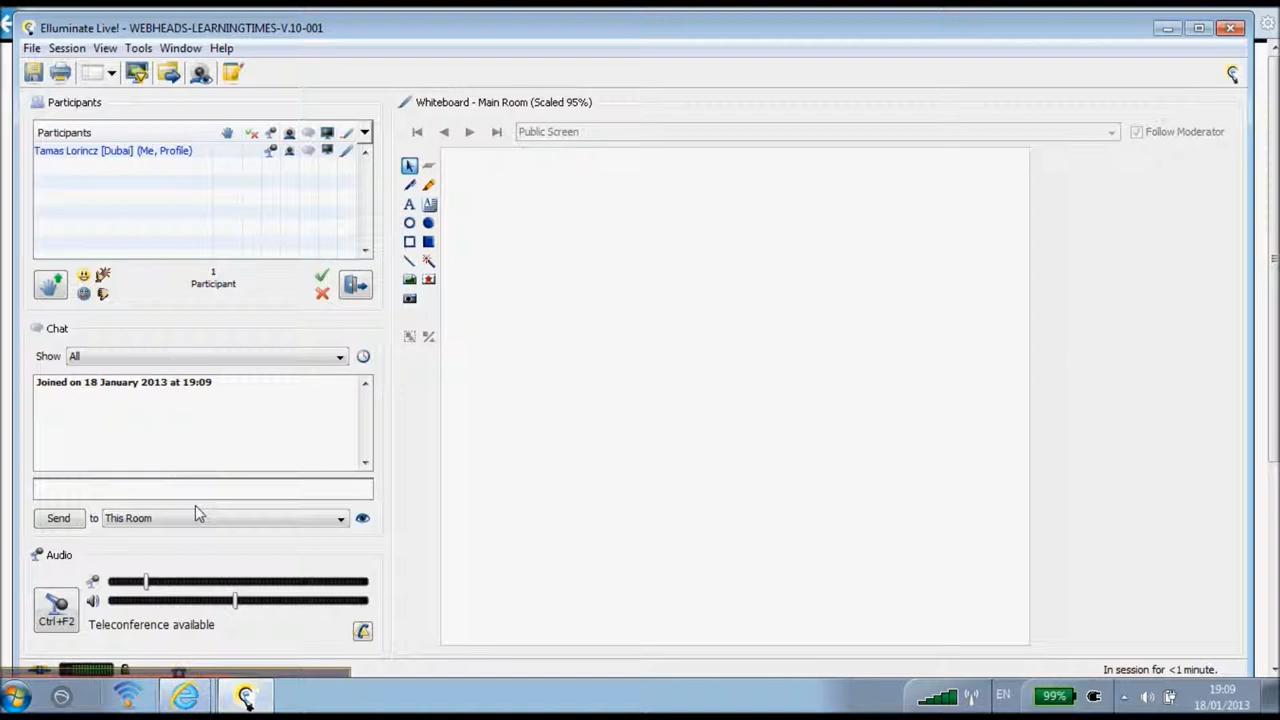 Elluminate Live! - WEBHEADS-LEARNINGTIMES-V.10-001
File Session View Tools Window Help
Participants
Participants
Tamas Lorincz [Dubai] (Me, Profile)
1
Participant
Chat
Show All
Joined on 18 January 2013 at 19:09
Send to This Room
Audio
Ctrl+F2
Teleconference available
Whiteboard - Main Room (Scaled 95%)
Public Screen
Follow Moderator
A
In session for <1 minute.
EN
99%
19:09
18/01/2013